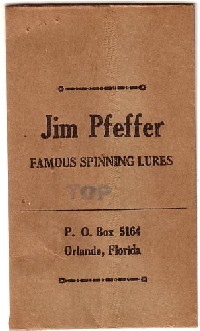 Jim Pfeffer
FAMOUS SPINNING LURES
TOP
P. O. Box 5164
Orlando, Florida